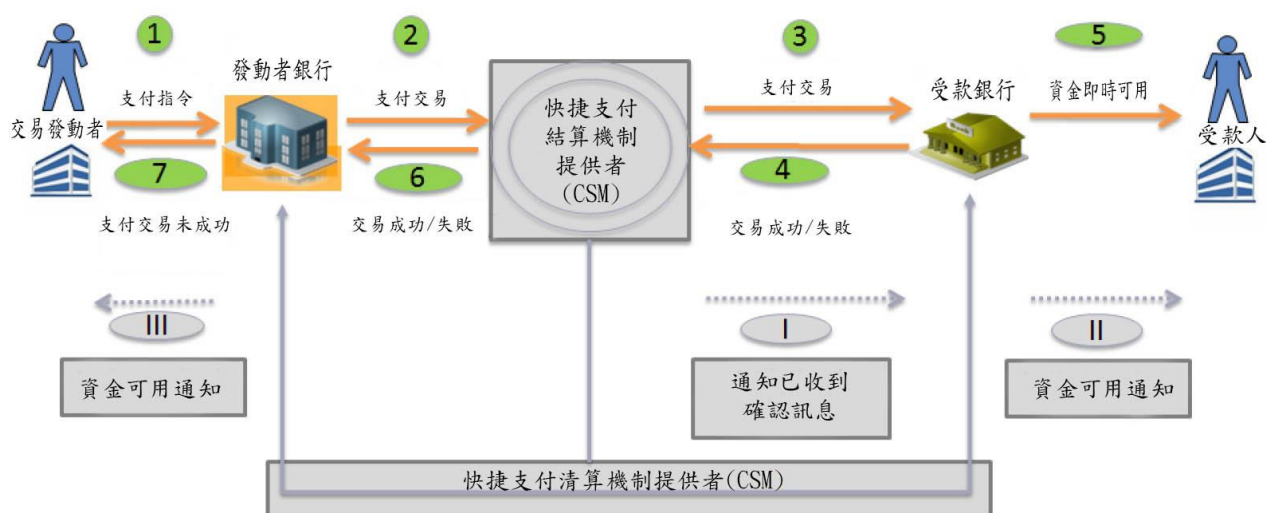 1
2
3
5
發動者銀行
受款銀行
支付指令
支付交易
支付交易
資金即時可用
交易發動者
快捷支付
結算機制
提供者
(CSM)
受款人
7
6
4
支付交易未成功
交易成功/失敗
交易成功/失敗
III
I
II
資金可用通知
通知已收到
確認訊息
資金可用通知
快捷支付清算機制提供者(CSM)